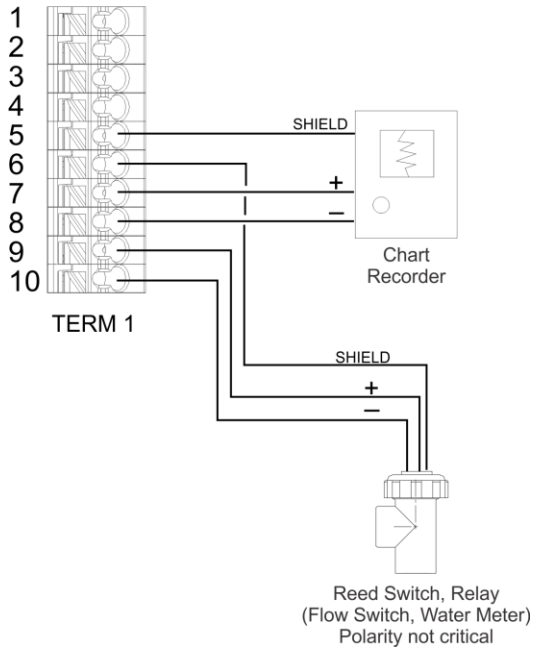 1
2
3
4
5
6
7
8
9
10
TERM 1
SHIELD
+
−
Chart
Recorder
SHIELD
+
−
Reed Switch, Relay
(Flow Switch, Water Meter)
Polarity not critical